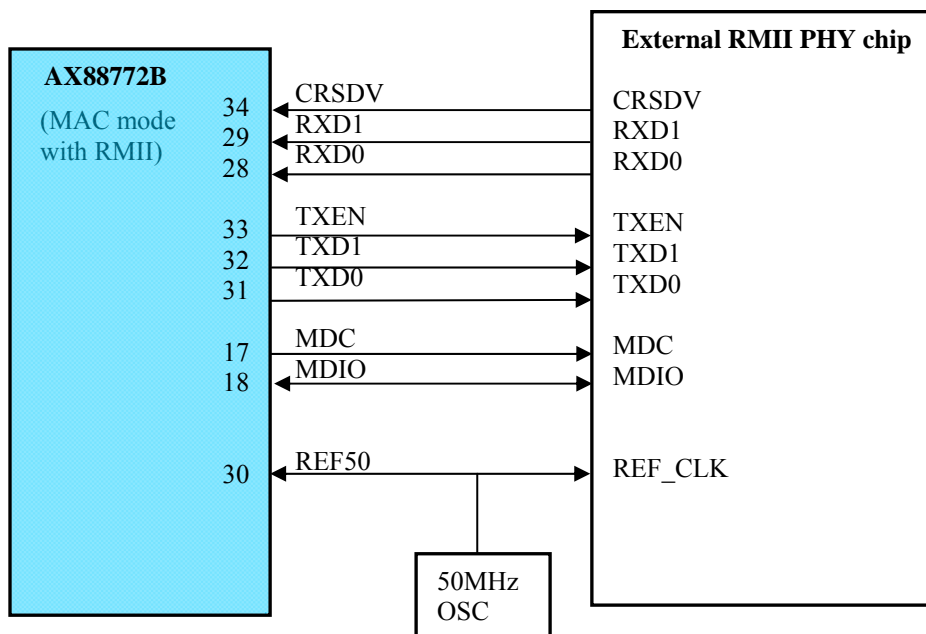 External RMII PHY chip
AX88772B
(MAC mode
with RMII)
34 CRSDV CRSDV
29 RXD1 RXD1
28 RXD0 RXD0
33 TXEN TXEN
32 TXD1 TXD1
31 TXD0 TXD0
17 MDC MDC
18 MDIO MDIO
30 REF50 REF_CLK
50MHz
OSC